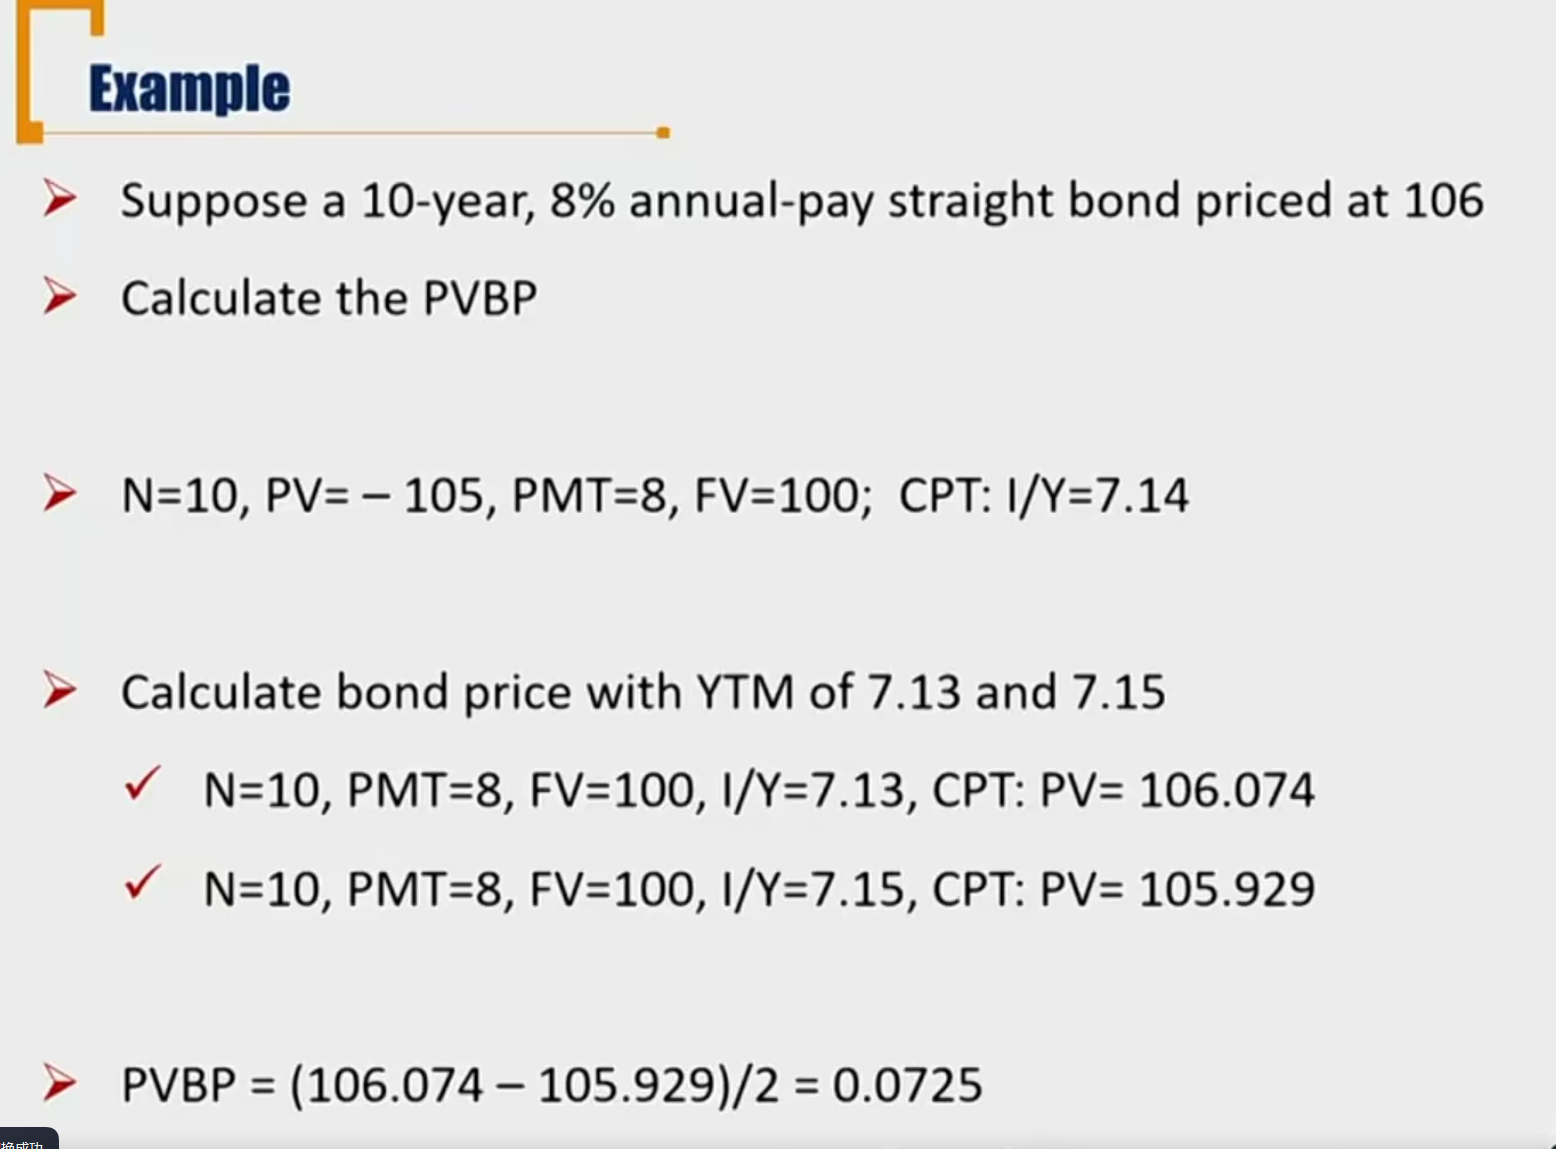 Example
Suppose a 10-year, 8% annual-pay straight bond priced at 106
Calculate the PVBP
N=10, PV= – 105, PMT=8, FV=100;  CPT: I/Y=7.14
Calculate bond price with YTM of 7.13 and 7.15
N=10, PMT=8, FV=100, I/Y=7.13, CPT: PV= 106.074
N=10, PMT=8, FV=100, I/Y=7.15, CPT: PV= 105.929
PVBP = (106.074 – 105.929)/2 = 0.0725